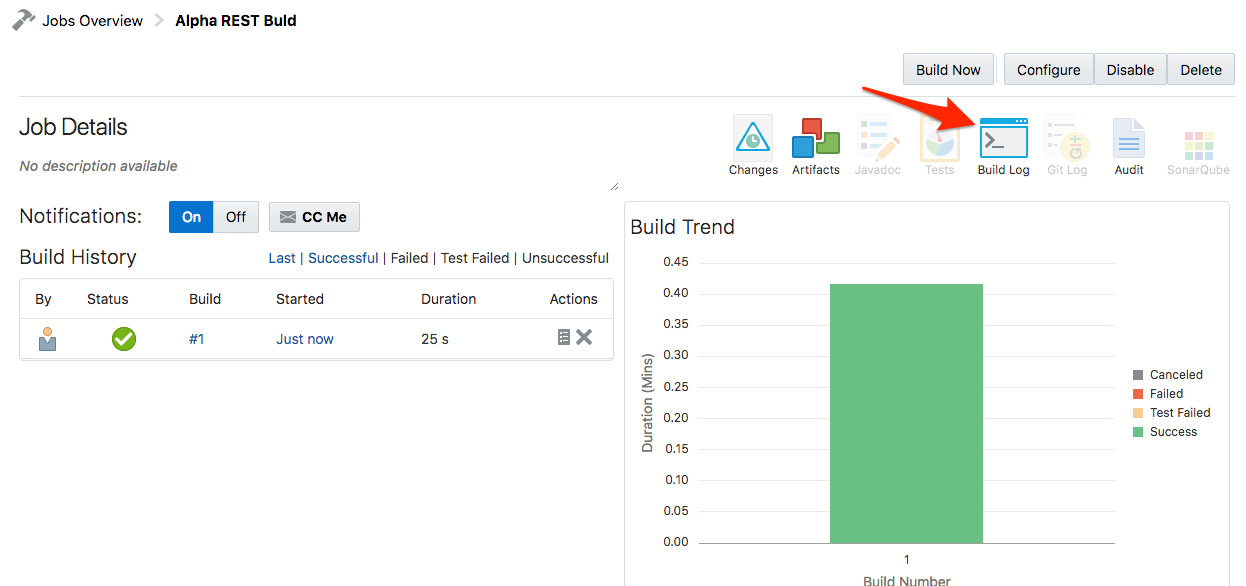 Jobs Overview Alpha REST Buld
Build Now Configure Disable Delete
Job Details
No description available
Changes Artifacts Javadoc Tests Build Log Git Log Audit SonarQube
Notifications: On Off CC Me
Build History Last | Successful | Failed | Test Failed | Unsuccessful
By Status Build Started Duration Actions
#1 Just now 25 s
Build Trend
0.45
0.40
0.35
0.30
0.25
0.20
0.15
0.10
0.05
0.00
Duration (Mins)
1
Build Number
Canceled
Failed
Test Failed
Success